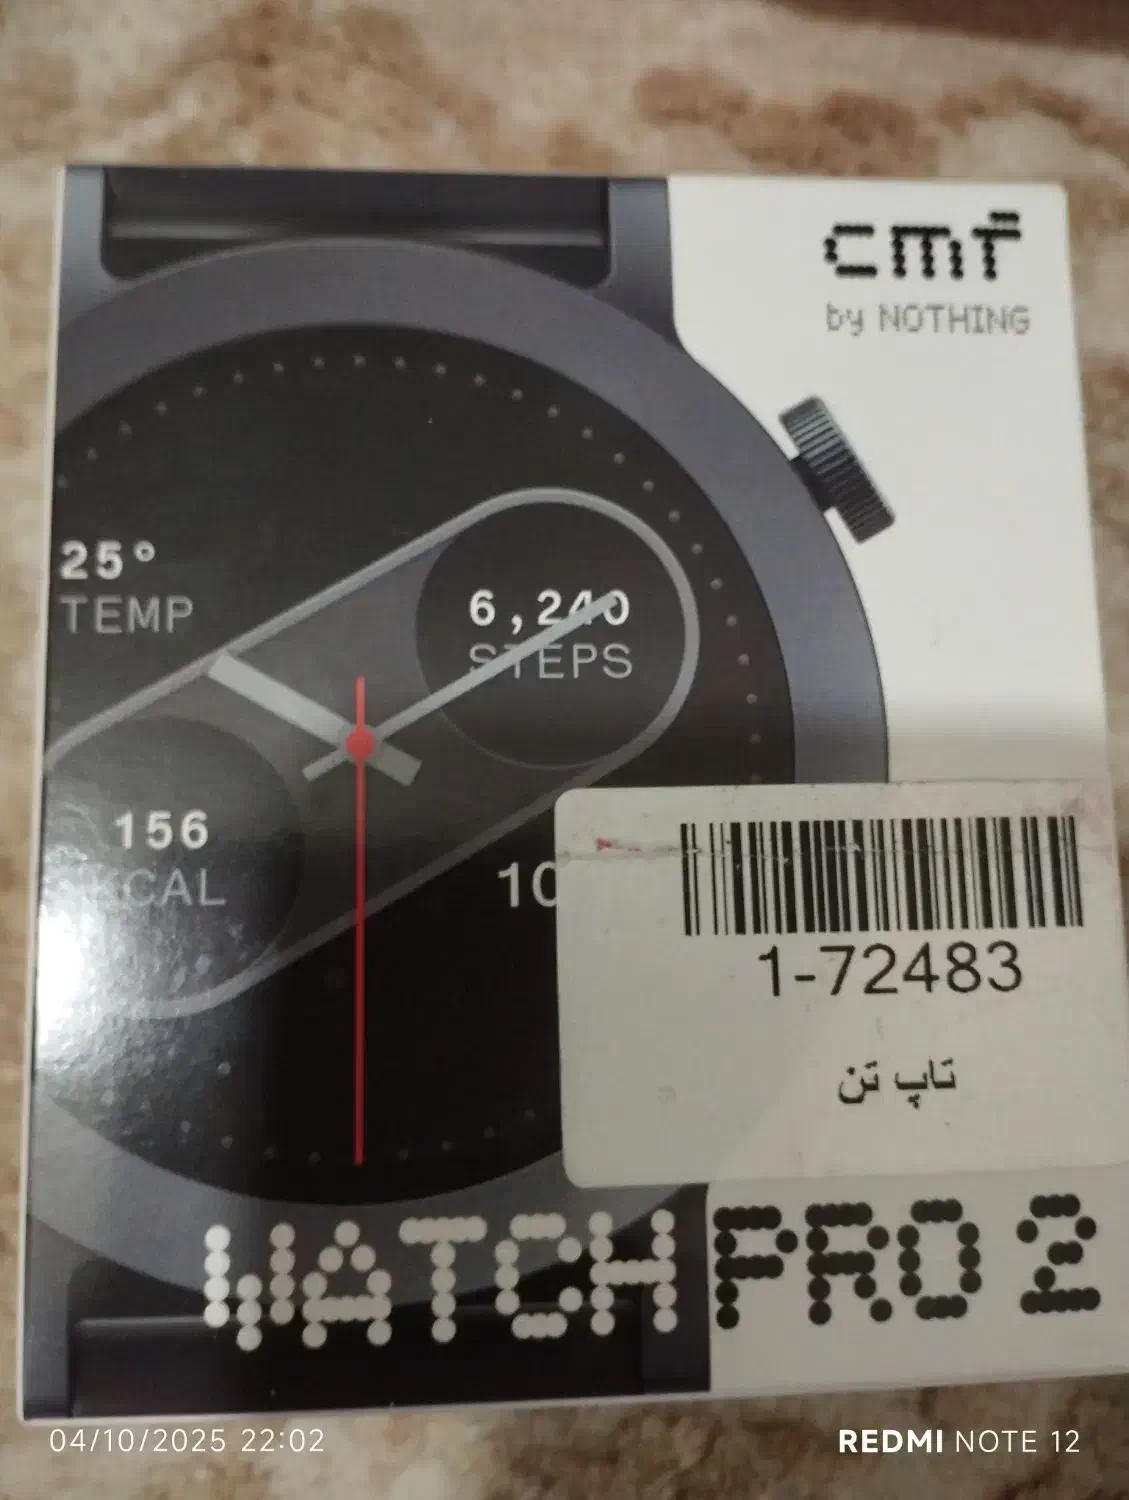 cmf
by NOTHING
25°
TEMP
6,240
STEPS
156
KCAL
10
1-72483
تاپ تن
WATCH PRO 2
04/10/2025 22:02
REDMI NOTE 12